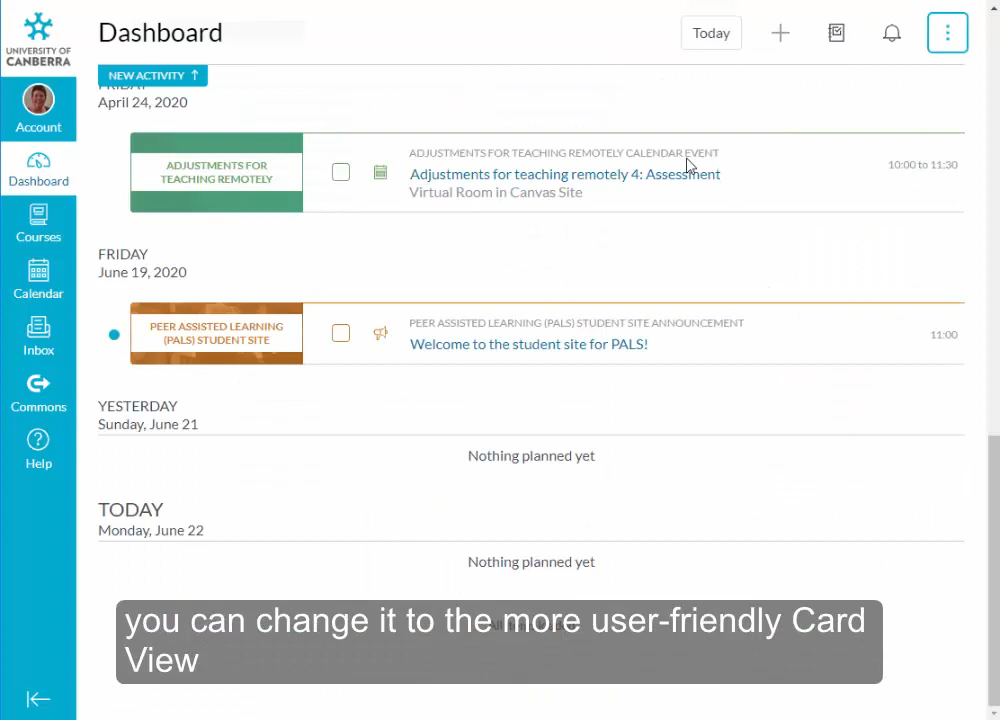 UNIVERSITY OF
CANBERRA
Dashboard
Today
NEW ACTIVITY ↑
FRIDAY
April 24, 2020
Account
Dashboard
Courses
Calendar
Inbox
Commons
Help
ADJUSTMENTS FOR
TEACHING REMOTELY
ADJUSTMENTS FOR TEACHING REMOTELY CALENDAR EVENT
Adjustments for teaching remotely 4: Assessment
Virtual Room in Canvas Site
10:00 to 11:30
FRIDAY
June 19, 2020
PEER ASSISTED LEARNING
(PALS) STUDENT SITE
PEER ASSISTED LEARNING (PALS) STUDENT SITE ANNOUNCEMENT
Welcome to the student site for PALS!
11:00
YESTERDAY
Sunday, June 21
Nothing planned yet
TODAY
Monday, June 22
Nothing planned yet
you can change it to the more user-friendly Card
View